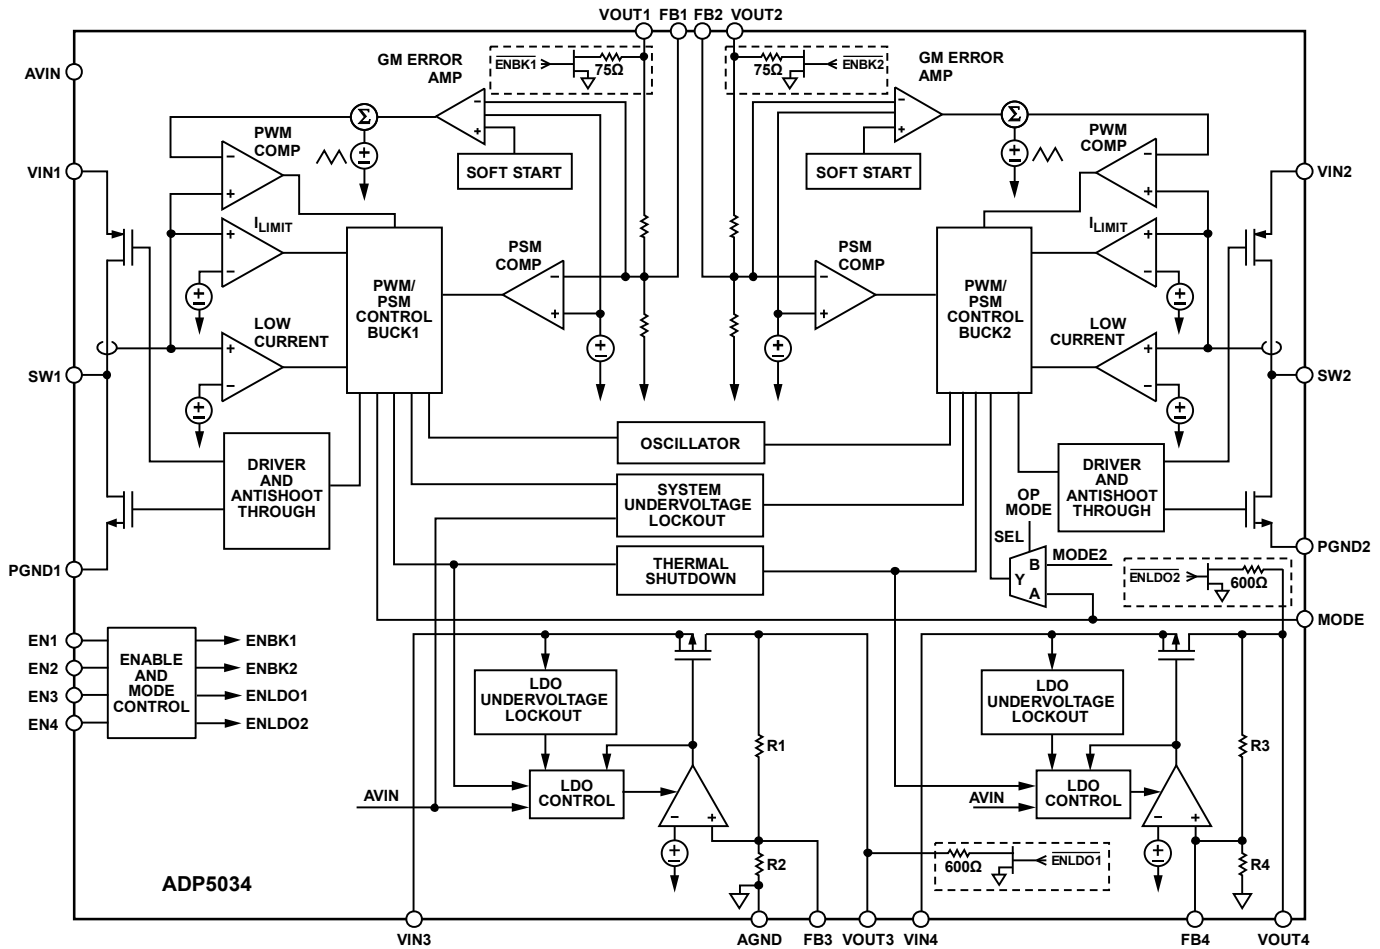 VOUT1 FB1 FB2 VOUT2
AVIN
GM ERROR
AMP
ENBK1
75Ω
75Ω
ENBK2
GM ERROR
AMP
PWM
COMP
Σ
SOFT START
SOFT START
Σ
PWM
COMP
VIN1
VIN2
ILIMIT
ILIMIT
PSM
COMP
PSM
COMP
PWM/
PSM
CONTROL
BUCK1
PWM/
PSM
CONTROL
BUCK2
LOW
CURRENT
LOW
CURRENT
SW1
SW2
OSCILLATOR
DRIVER
AND
ANTISHOOT
THROUGH
SYSTEM
UNDERVOLTAGE
LOCKOUT
DRIVER
AND
ANTISHOOT
THROUGH
OP
MODE
SEL
THERMAL
SHUTDOWN
B
Y
A
MODE2
ENLDO2
600Ω
PGND1
PGND2
MODE
EN1
EN2
EN3
EN4
ENABLE
AND
MODE
CONTROL
ENBK1
ENBK2
ENLDO1
ENLDO2
LDO
UNDERVOLTAGE
LOCKOUT
LDO
UNDERVOLTAGE
LOCKOUT
R1
R3
AVIN
LDO
CONTROL
AVIN
LDO
CONTROL
R2
600Ω
ENLDO1
R4
ADP5034
VIN3 AGND FB3 VOUT3 VIN4 FB4 VOUT4